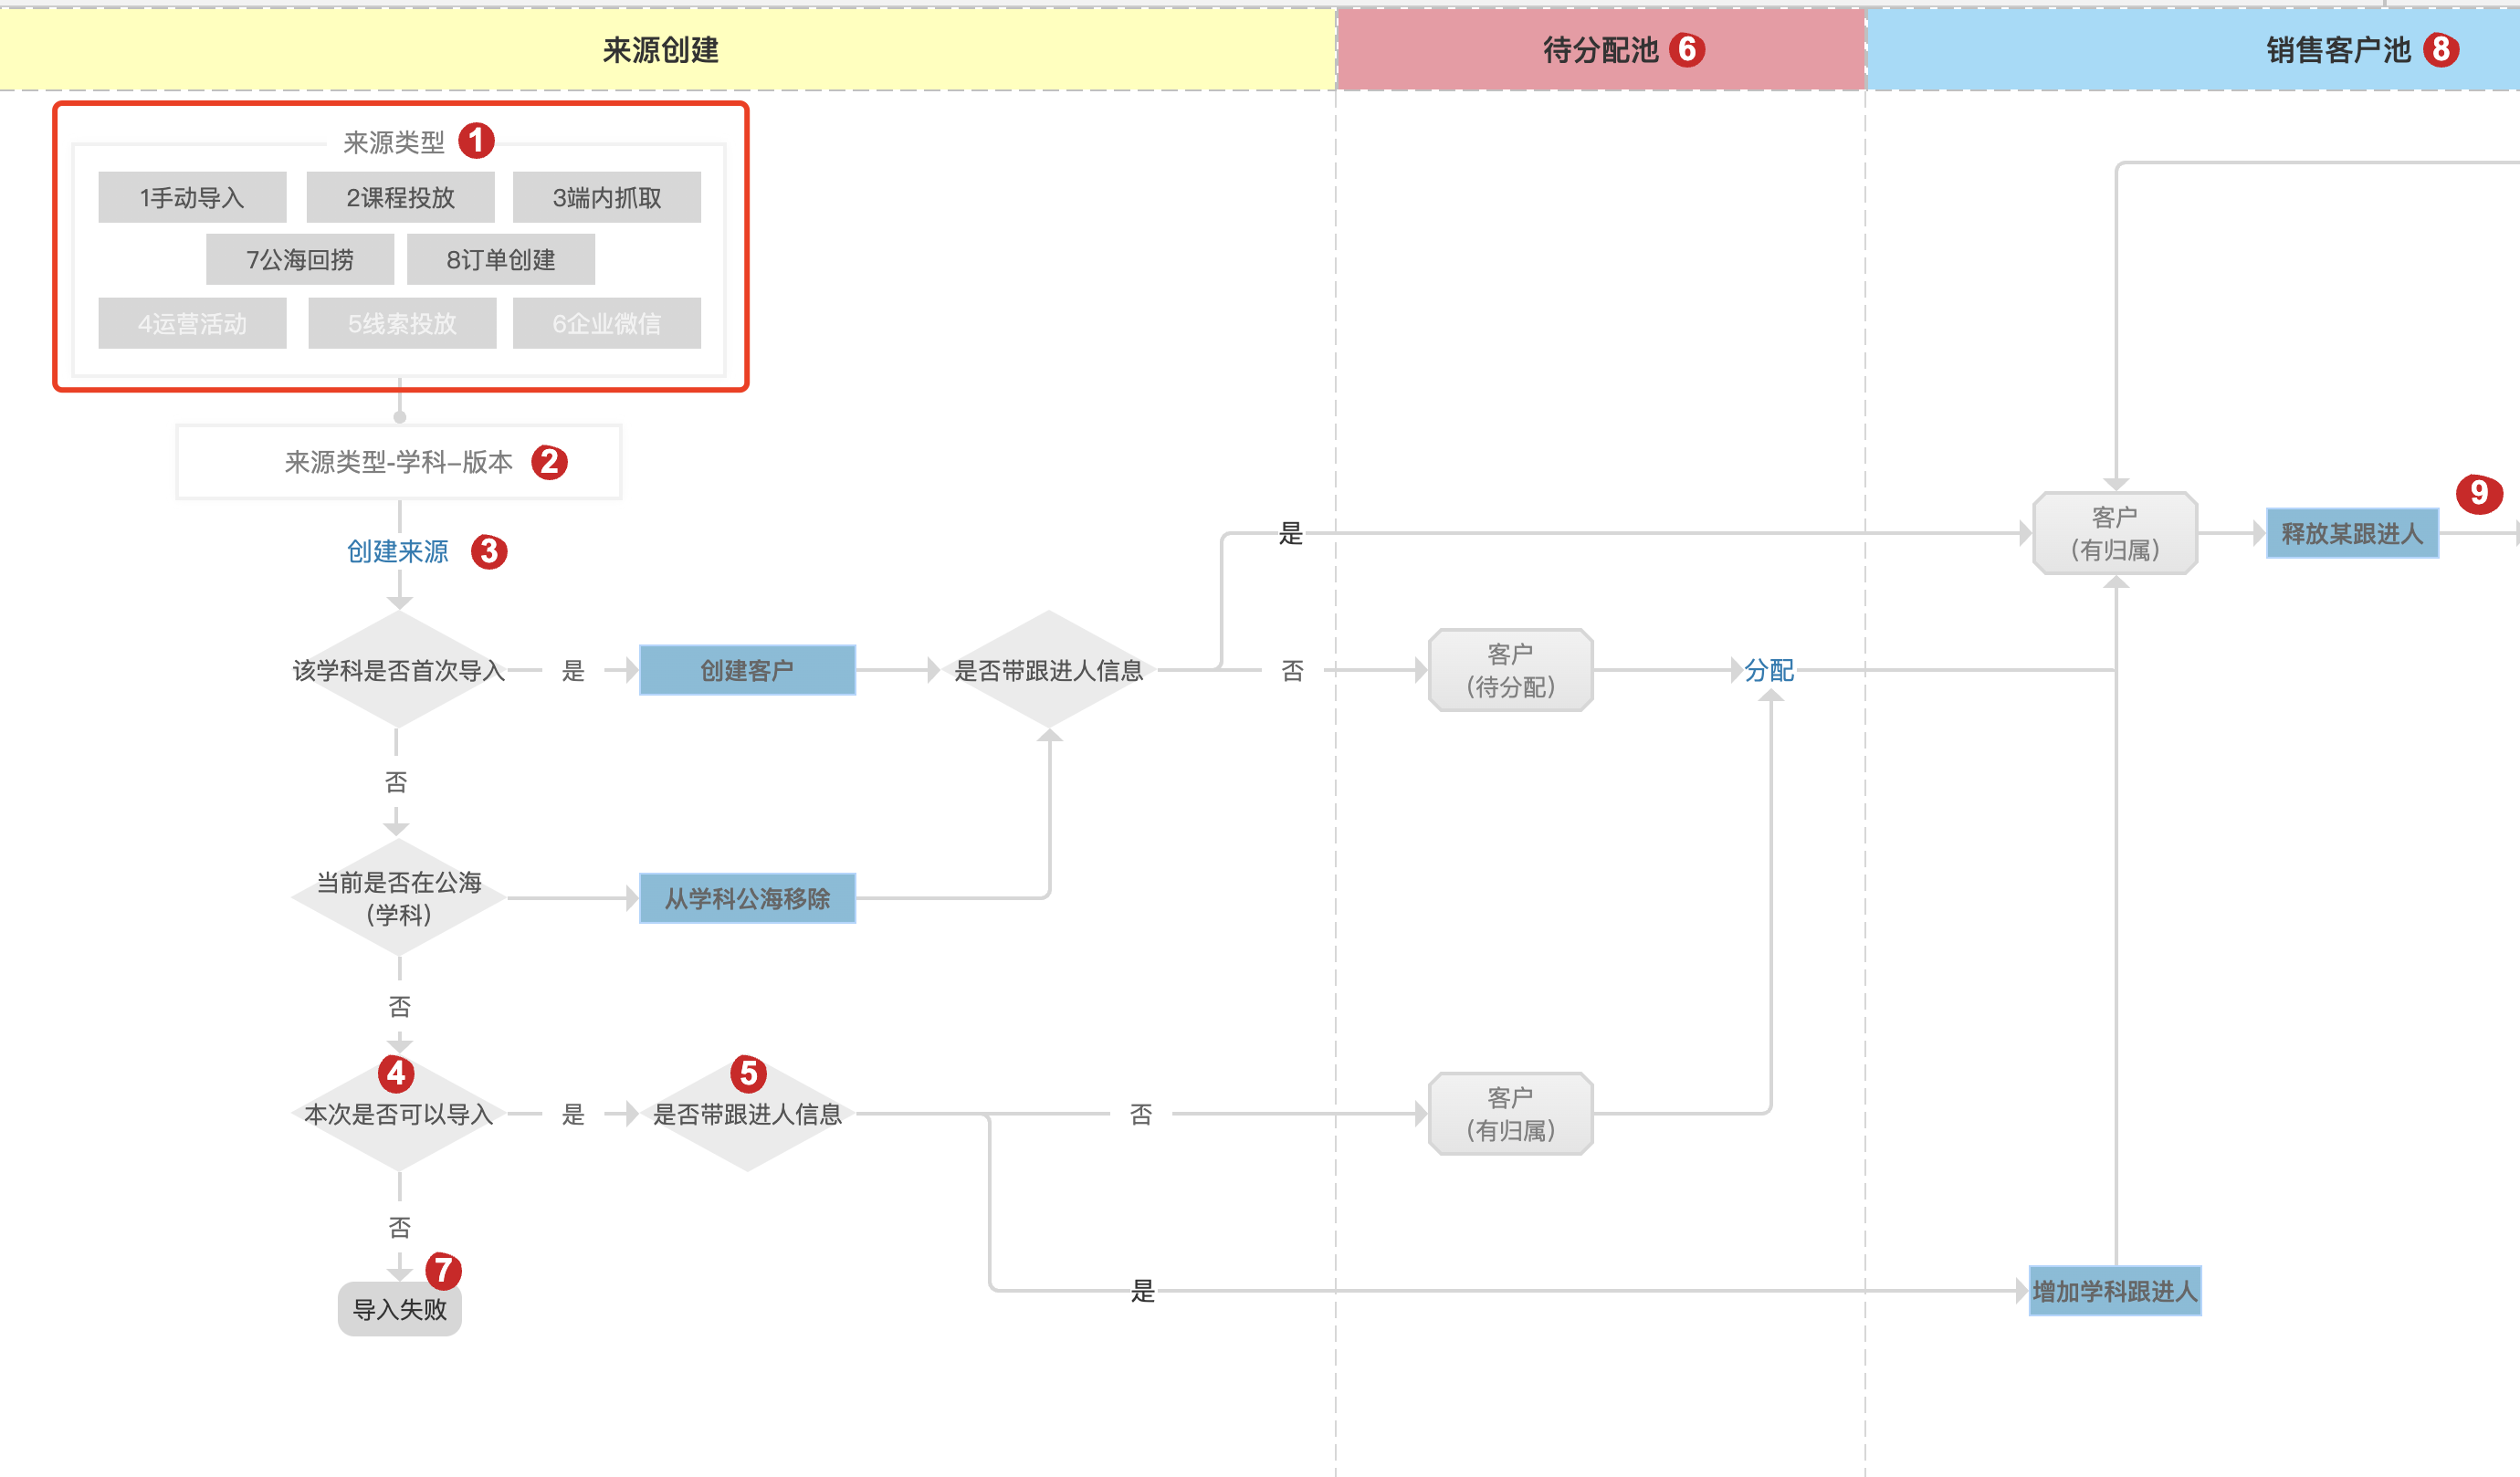 来源创建
待分配池 6
销售客户池 8
来源类型 1
1手动导入 2课程投放 3端内抓取
7公海回捞 8订单创建
4运营活动 5线索投放 6企业微信
来源类型-学科–版本 2
创建来源 3
是
客户
(有归属)
释放某跟进人
9
该学科是否首次导入
是
创建客户
是否带跟进人信息
否
客户
(待分配)
分配
否
当前是否在公海
(学科)
从学科公海移除
否
4
本次是否可以导入
是
5
是否带跟进人信息
否
客户
(有归属)
否
是
增加学科跟进人
7
导入失败